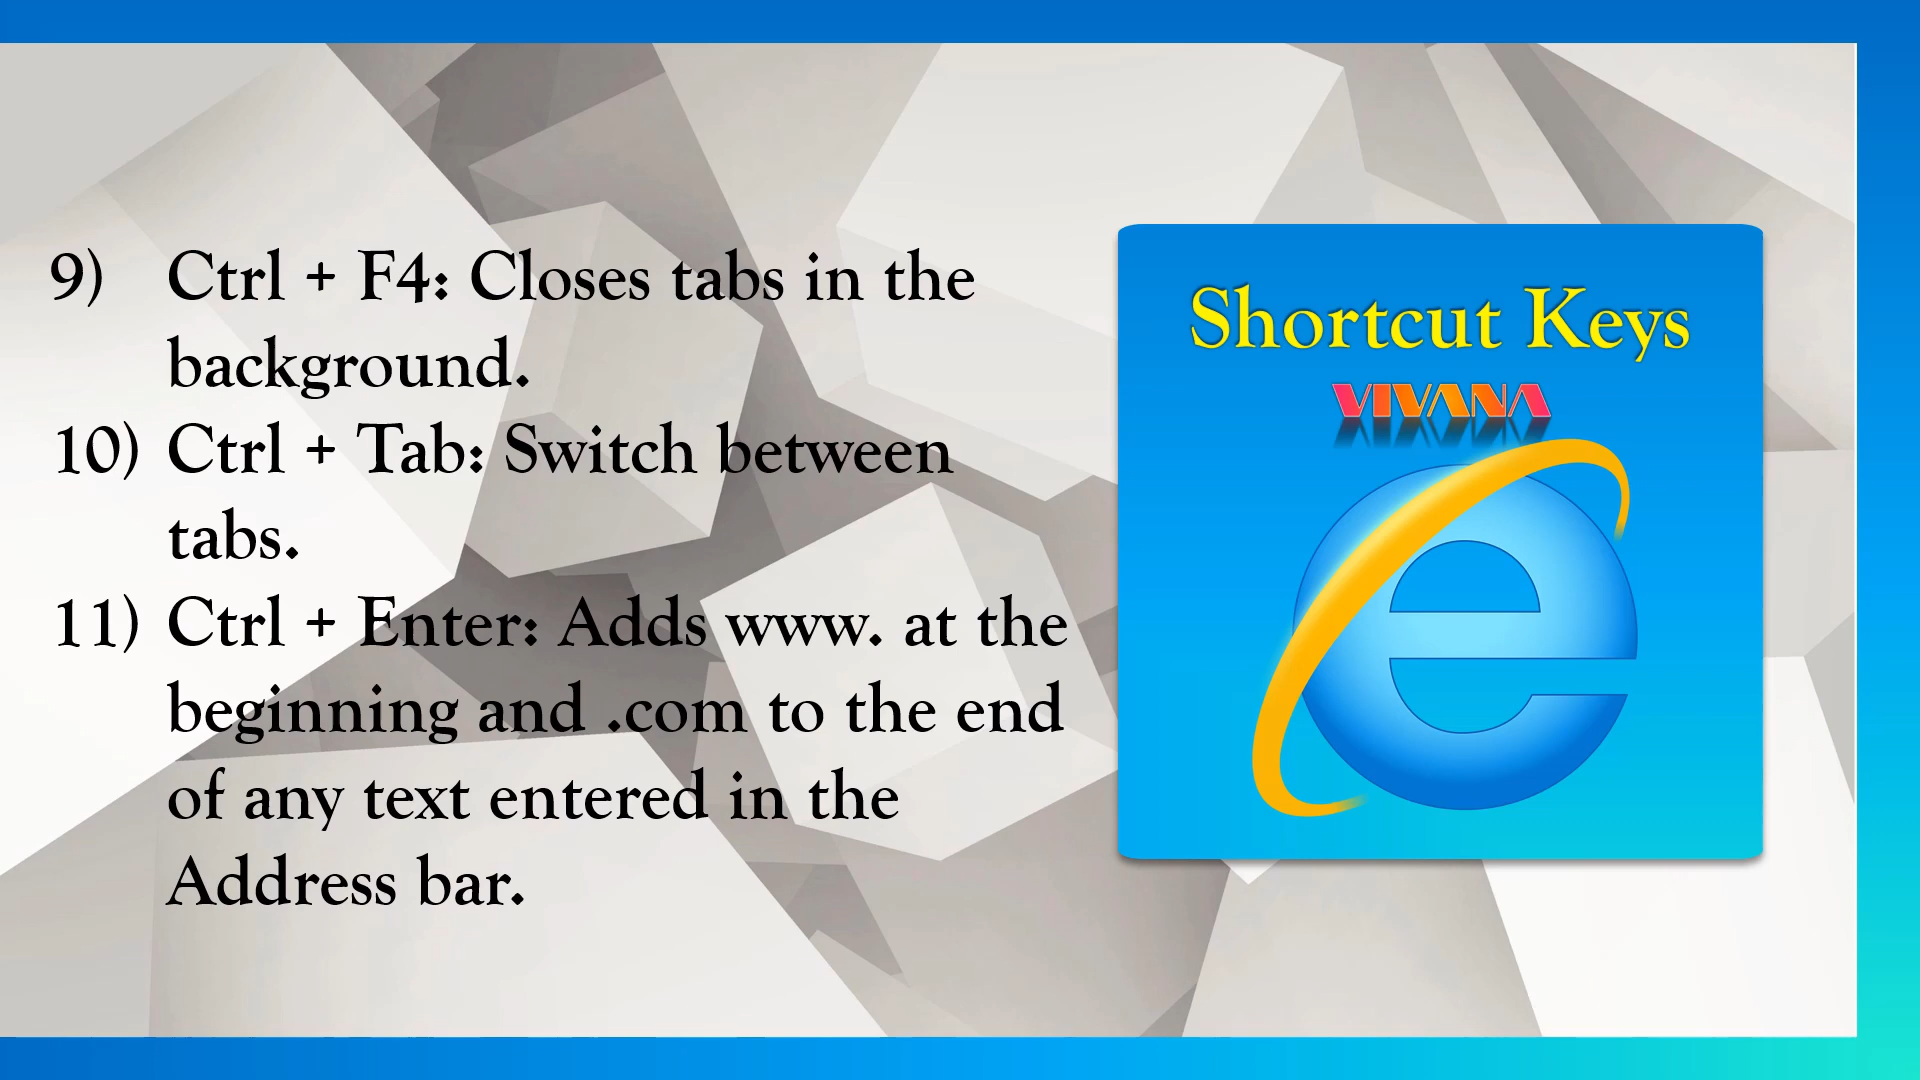 9) Ctrl + F4: Closes tabs in the
background.
10) Ctrl + Tab: Switch between
tabs.
11) Ctrl + Enter: Adds www. at the
beginning and .com to the end
of any text entered in the
Address bar.
Shortcut Keys
VIVANA